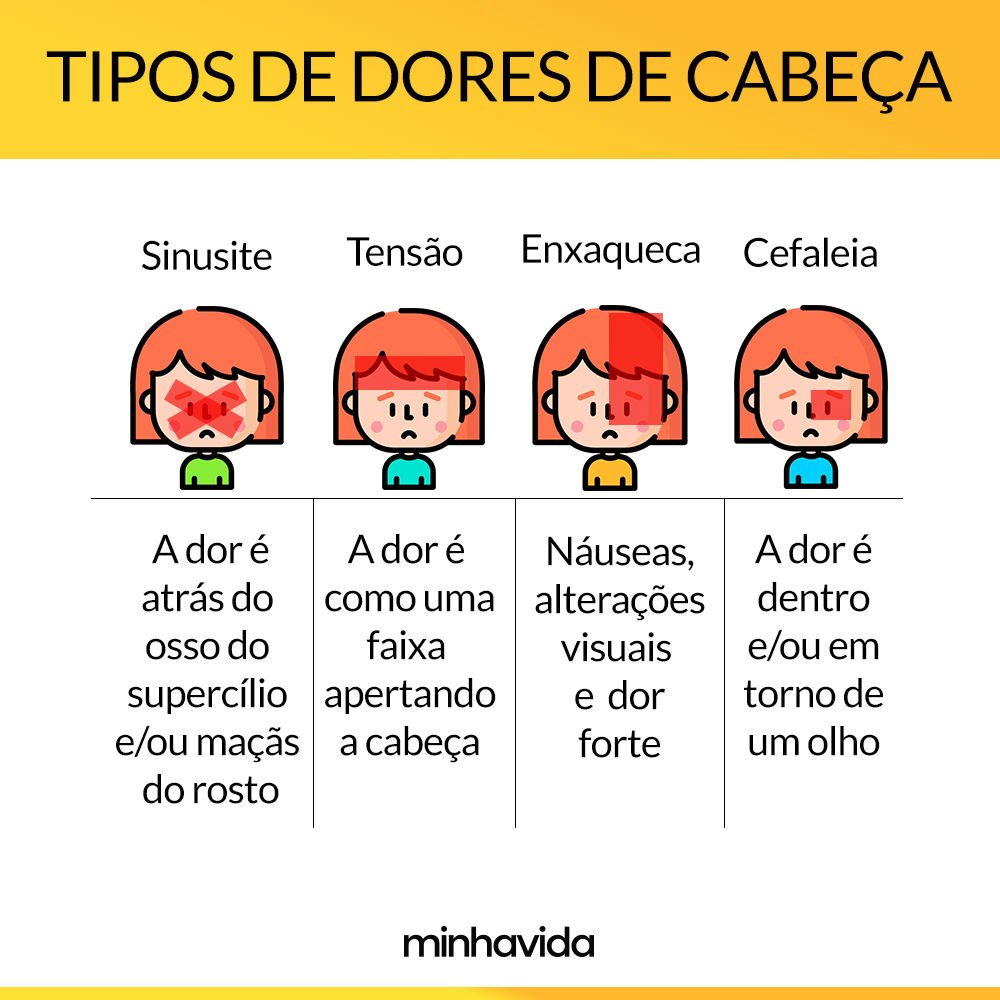 TIPOS DE DORES DE CABEÇA
Sinusite
Tensão
Enxaqueca
Cefaleia
A dor é
atrás do
osso do
supercílio
e/ou maçãs
do rosto
A dor é
como uma
faixa
apertando
a cabeça
Náuseas,
alterações
visuais
e dor
forte
A dor é
dentro
e/ou em
torno de
um olho
minhavida